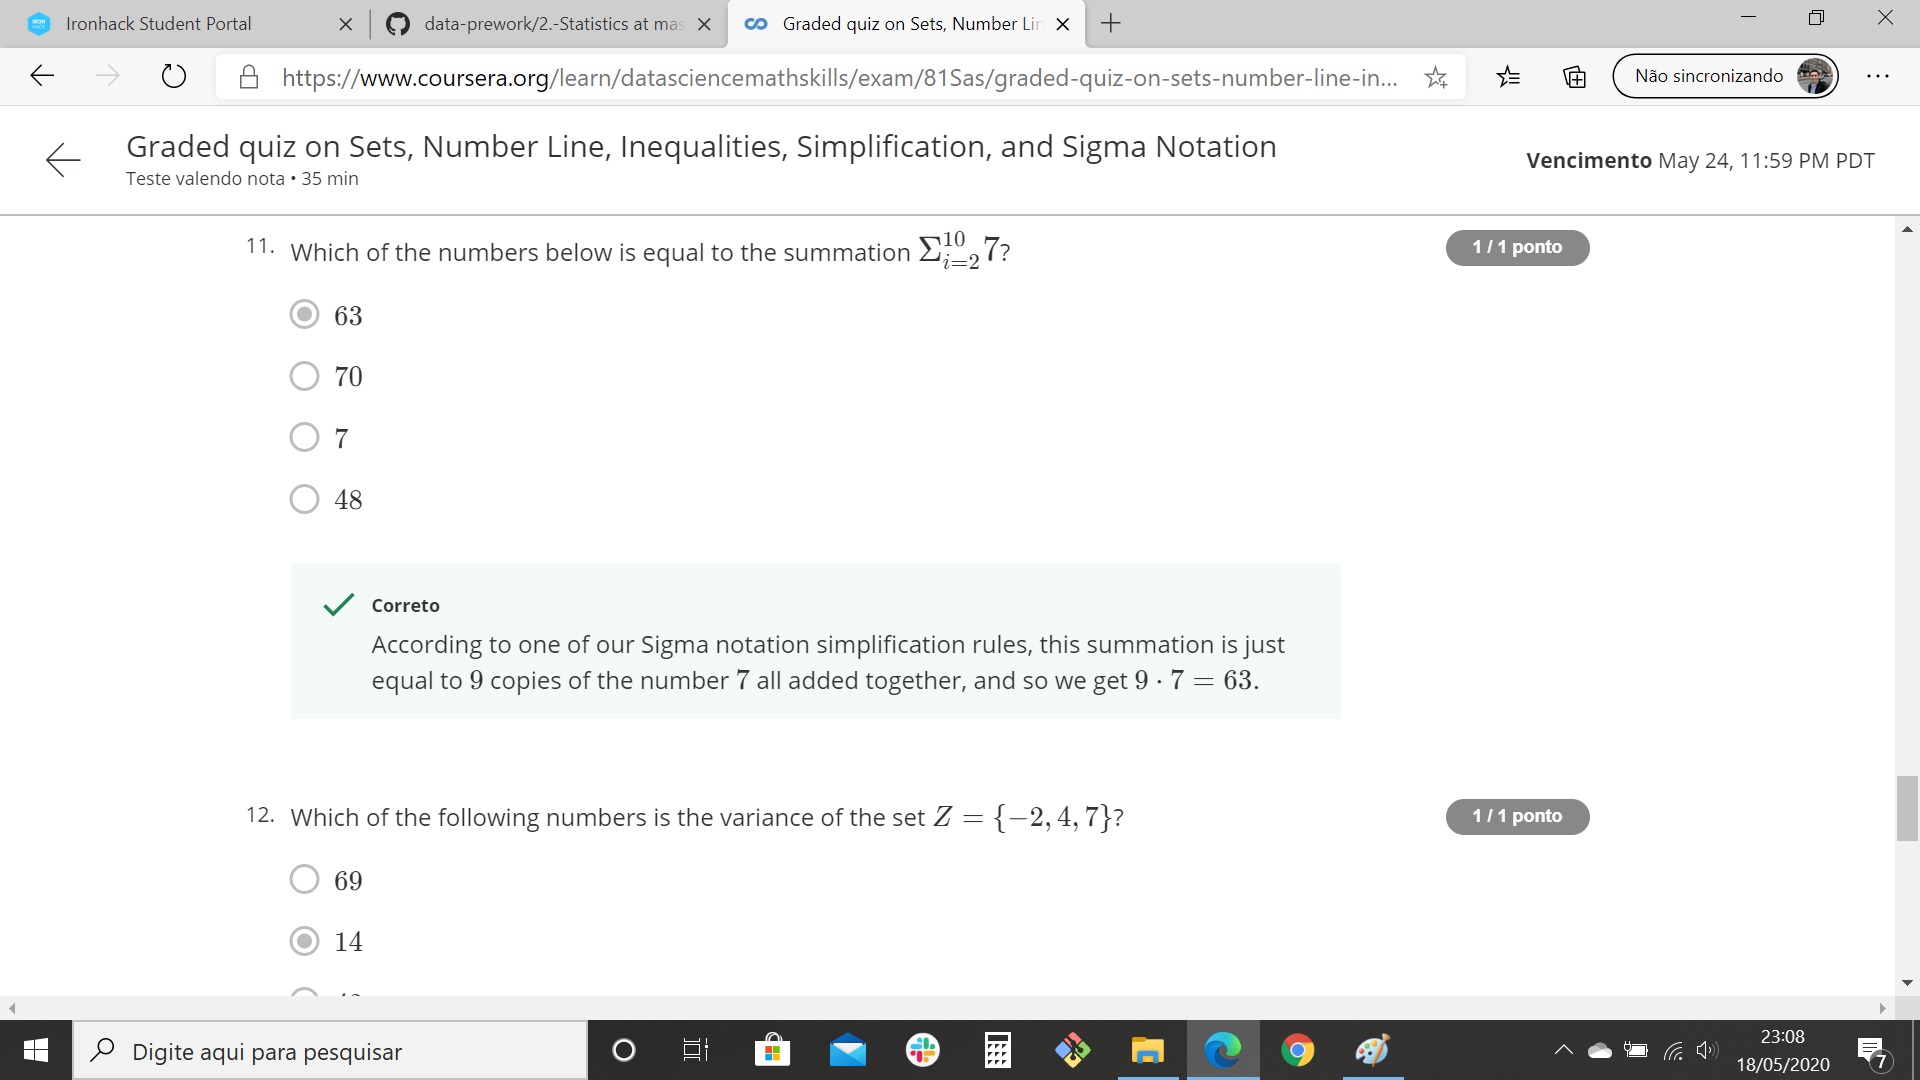 Ironhack Student Portal
data-prework/2.-Statistics at mas
Graded quiz on Sets, Number Lin
https://www.coursera.org/learn/datasciencemathskills/exam/81Sas/graded-quiz-on-sets-number-line-in...
Não sincronizando
Graded quiz on Sets, Number Line, Inequalities, Simplification, and Sigma Notation
Teste valendo nota • 35 min
Vencimento May 24, 11:59 PM PDT
11. Which of the numbers below is equal to the summation Σ_{i=2}^{10} 7?
1 / 1 ponto
63
70
7
48
Correto
According to one of our Sigma notation simplification rules, this summation is just
equal to 9 copies of the number 7 all added together, and so we get 9 · 7 = 63.
12. Which of the following numbers is the variance of the set Z = {−2, 4, 7}?
1 / 1 ponto
69
14
Digite aqui para pesquisar
23:08
18/05/2020
7